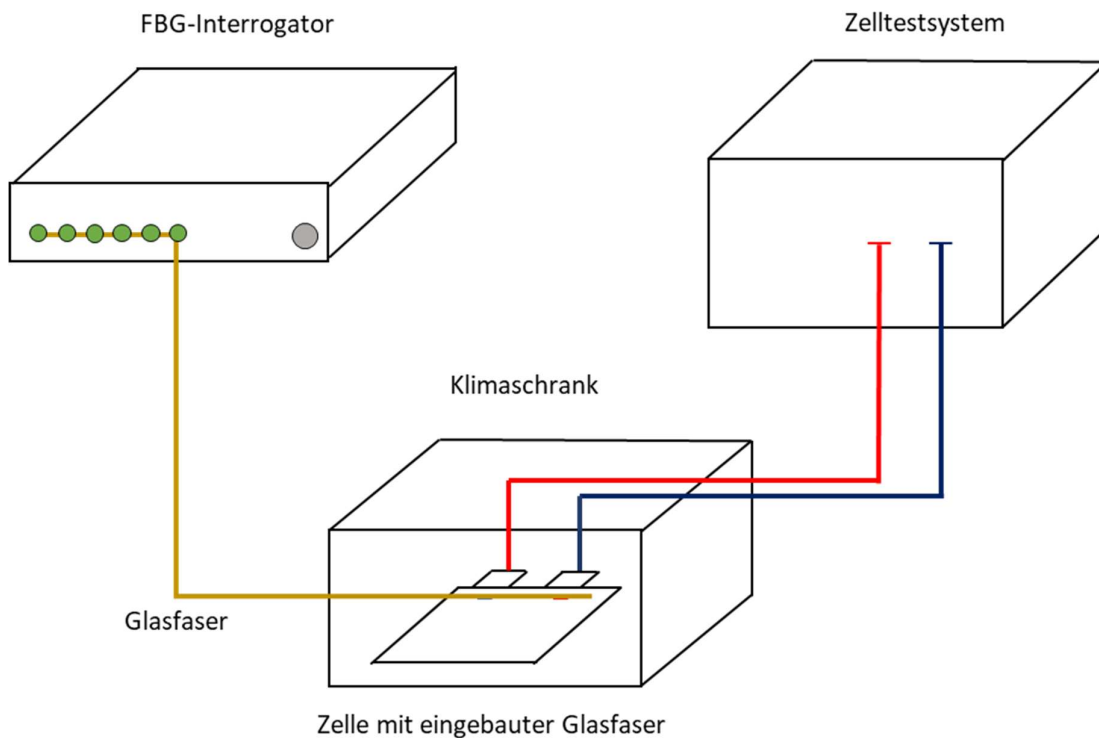 FBG-Interrogator
Zelltestsystem
Klimaschrank
Glasfaser
Zelle mit eingebauter Glasfaser